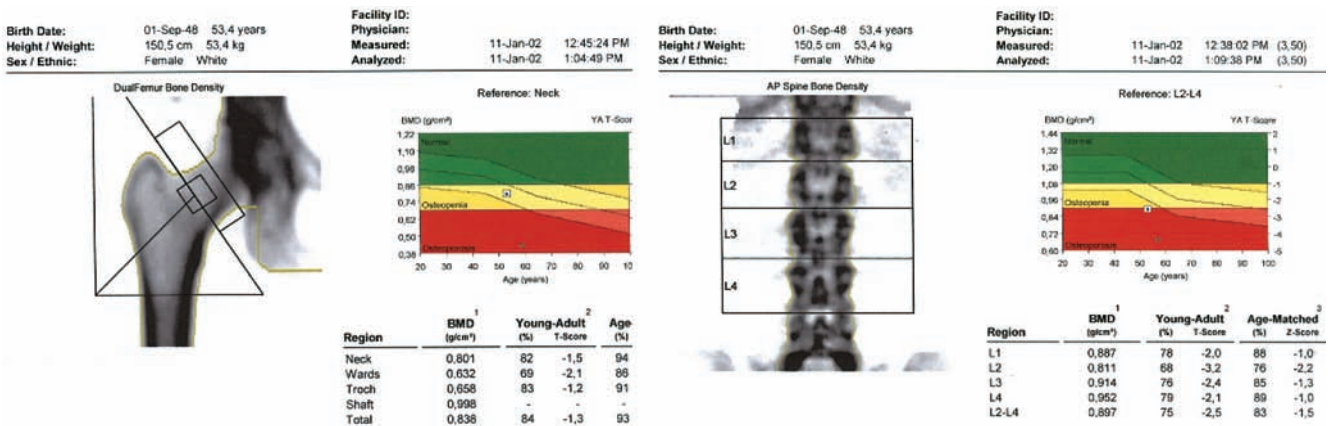 Birth Date: 01-Sep-48 53,4 years
Height / Weight: 150,5 cm 53,4 kg
Sex / Ethnic: Female White
Facility ID:
Physician:
Measured: 11-Jan-02 12:45:24 PM
Analyzed: 11-Jan-02 1:04:49 PM
DualFemur Bone Density
Reference: Neck
BMD (g/cm²) YA T-Scor
1,22
1,10
0,98
0,86
0,74
0,62
0,50
0,38
Normal
Osteopenia
Osteoporosis
20 30 40 50 60 70 80 90 10
Age (years)
Region BMD¹ (g/cm²) Young-Adult² (%) T-Score Age- (%)
Neck 0,801 82 -1,5 94
Wards 0,632 69 -2,1 86
Troch 0,658 83 -1,2 91
Shaft 0,998 - - -
Total 0,838 84 -1,3 93
Birth Date: 01-Sep-48 53,4 years
Height / Weight: 150,5 cm 53,4 kg
Sex / Ethnic: Female White
Facility ID:
Physician:
Measured: 11-Jan-02 12:38:02 PM (3,50)
Analyzed: 11-Jan-02 1:09:38 PM (3,50)
AP Spine Bone Density
L1
L2
L3
L4
Reference: L2-L4
BMD (g/cm²) YA T-Score
1,44 2
1,32 1
1,20 0
1,08 -1
0,96 -2
0,84 -3
0,72 -4
0,60 -5
Normal
Osteopenia
Osteoporosis
20 30 40 50 60 70 80 90 100
Age (years)
Region BMD¹ (g/cm²) Young-Adult² (%) T-Score Age-Matched³ (%) Z-Score
L1 0,887 78 -2,0 88 -1,0
L2 0,811 68 -3,2 76 -2,2
L3 0,914 76 -2,4 85 -1,3
L4 0,952 79 -2,1 89 -1,0
L2-L4 0,897 75 -2,5 83 -1,5